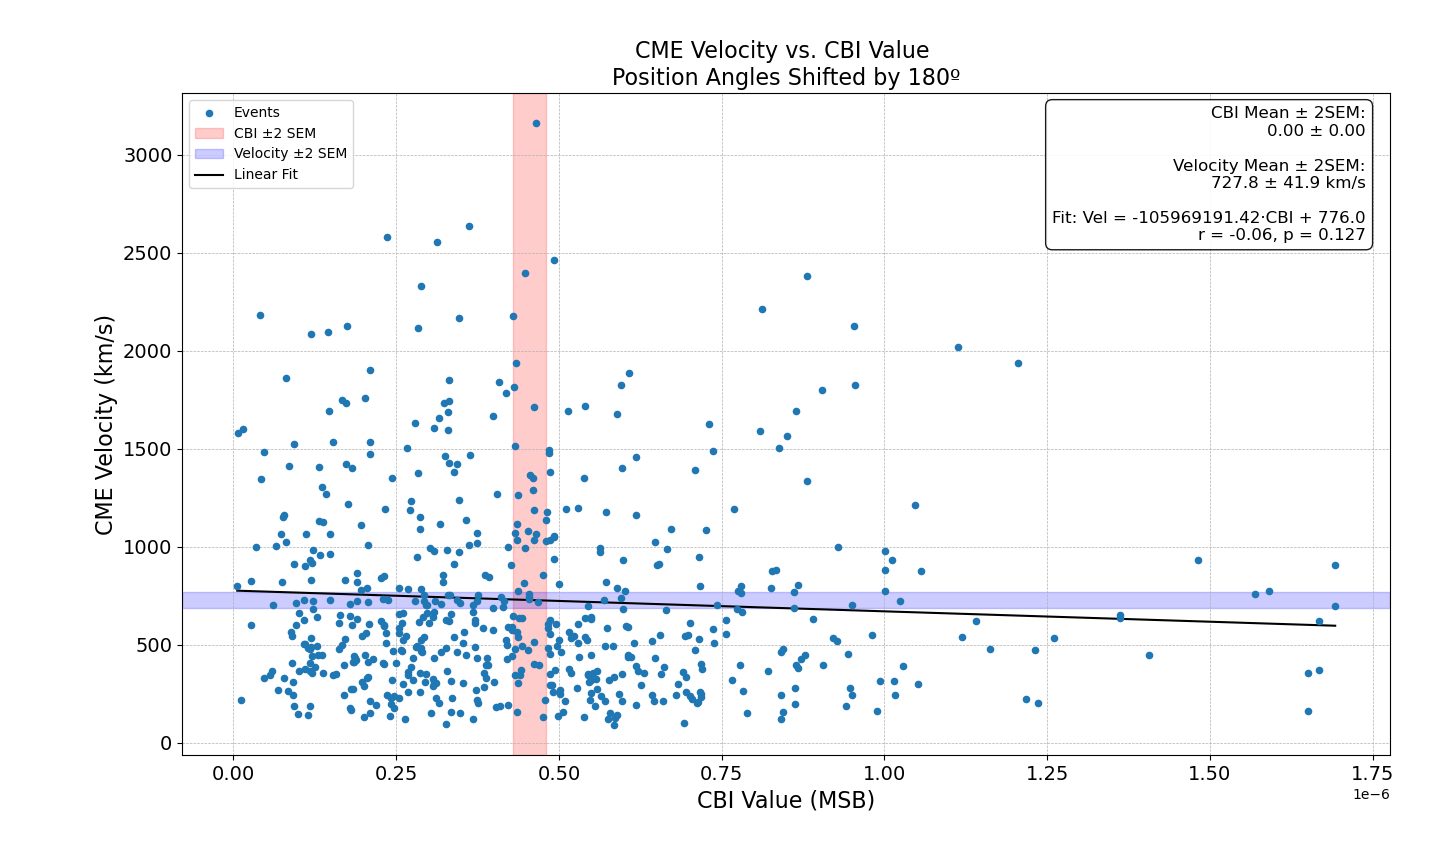 CME Velocity vs. CBI Value
Position Angles Shifted by 180º
Events
CBI ±2 SEM
Velocity ±2 SEM
Linear Fit
CBI Mean ± 2SEM:
0.00 ± 0.00
Velocity Mean ± 2SEM:
727.8 ± 41.9 km/s
Fit: Vel = -105969191.42·CBI + 776.0
r = -0.06, p = 0.127
CME Velocity (km/s)
3000
2500
2000
1500
1000
500
0
0.00 0.25 0.50 0.75 1.00 1.25 1.50 1.75
1e−6
CBI Value (MSB)